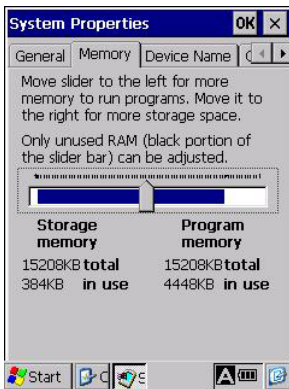 System Properties OK ×
General Memory Device Name
Move slider to the left for more
memory to run programs. Move it to
the right for more storage space.
Only unused RAM (black portion of
the slider bar) can be adjusted.
Storage memory
Program memory
15208KB total
15208KB total
384KB in use
4448KB in use
Start
A